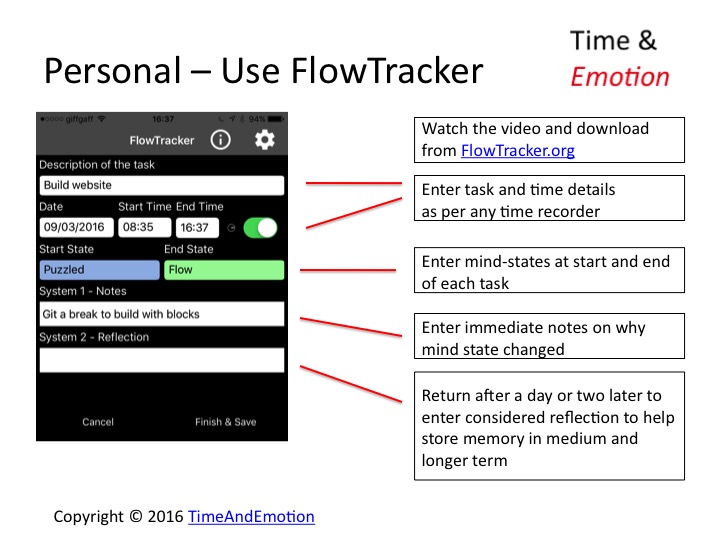 Personal – Use FlowTracker
Time &
Emotion
giffgaff 16:37 94%
FlowTracker
Description of the task
Build website
Date Start Time End Time
09/03/2016 08:35 16:37
Start State End State
Puzzled Flow
System 1 - Notes
Git a break to build with blocks
System 2 - Reflection
Cancel Finish & Save
Watch the video and download
from FlowTracker.org
Enter task and time details
as per any time recorder
Enter mind-states at start and end
of each task
Enter immediate notes on why
mind state changed
Return after a day or two later to
enter considered reflection to help
store memory in medium and
longer term
Copyright © 2016 TimeAndEmotion